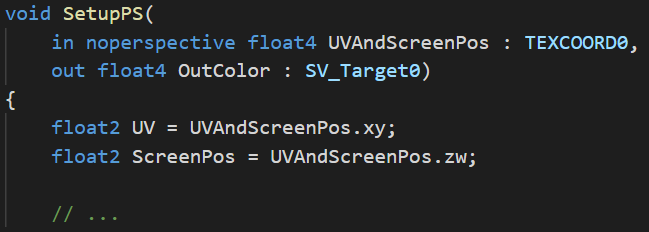 void SetupPS(
in noperspective float4 UVAndScreenPos : TEXCOORD0,
out float4 OutColor : SV_Target0)
{
float2 UV = UVAndScreenPos.xy;
float2 ScreenPos = UVAndScreenPos.zw;
// ...